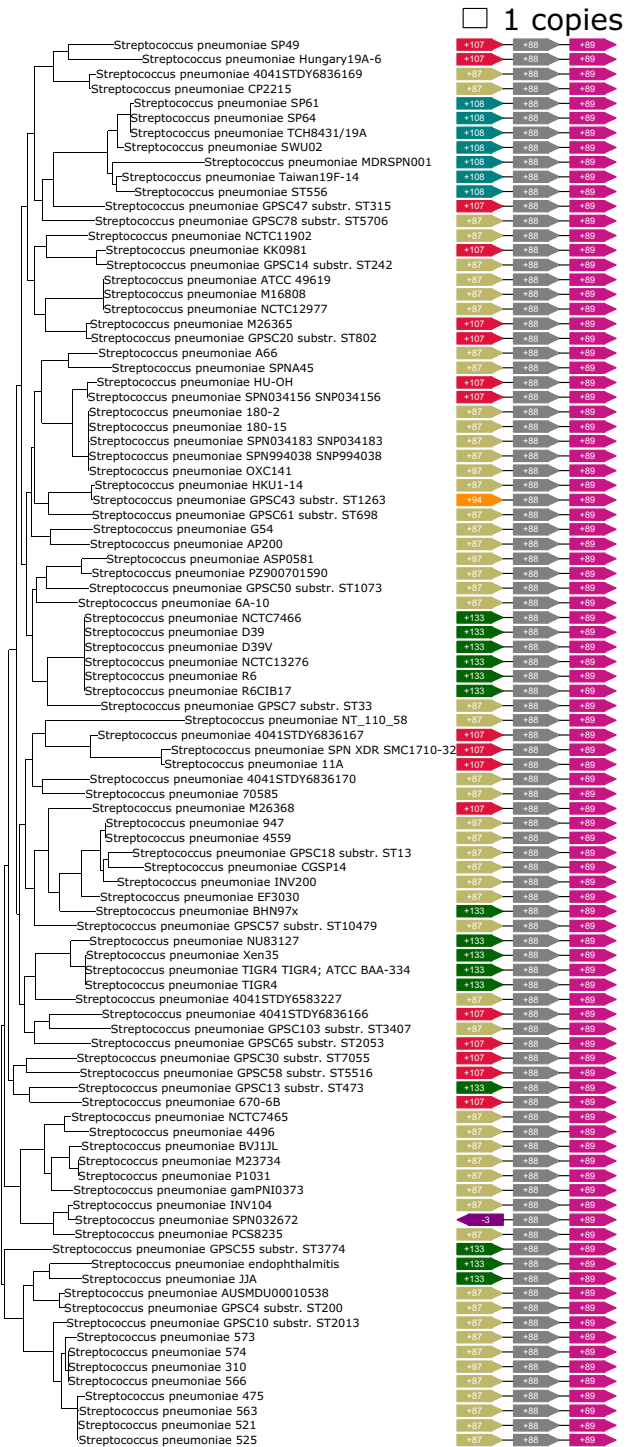 1 copies
Streptococcus pneumoniae SP49 +107 +88 +89
Streptococcus pneumoniae Hungary19A-6 +107 +88 +89
Streptococcus pneumoniae 4041STDY6836169 +87 +88 +89
Streptococcus pneumoniae CP2215 +87 +88 +89
Streptococcus pneumoniae SP61 +108 +88 +89
Streptococcus pneumoniae SP64 +108 +88 +89
Streptococcus pneumoniae TCH8431/19A +108 +88 +89
Streptococcus pneumoniae SWU02 +108 +88 +89
Streptococcus pneumoniae MDRSPN001 +108 +88 +89
Streptococcus pneumoniae Taiwan19F-14 +108 +88 +89
Streptococcus pneumoniae ST556 +108 +88 +89
Streptococcus pneumoniae GPSC47 substr. ST315 +107 +88 +89
Streptococcus pneumoniae GPSC78 substr. ST5706 +87 +88 +89
Streptococcus pneumoniae NCTC11902 +87 +88 +89
Streptococcus pneumoniae KK0981 +107 +88 +89
Streptococcus pneumoniae GPSC14 substr. ST242 +87 +88 +89
Streptococcus pneumoniae ATCC 49619 +87 +88 +89
Streptococcus pneumoniae M16808 +87 +88 +89
Streptococcus pneumoniae NCTC12977 +87 +88 +89
Streptococcus pneumoniae M26365 +107 +88 +89
Streptococcus pneumoniae GPSC20 substr. ST802 +107 +88 +89
Streptococcus pneumoniae A66 +87 +88 +89
Streptococcus pneumoniae SPNA45 +87 +88 +89
Streptococcus pneumoniae HU-OH +107 +88 +89
Streptococcus pneumoniae SPN034156 SNP034156 +107 +88 +89
Streptococcus pneumoniae 180-2 +87 +88 +89
Streptococcus pneumoniae 180-15 +87 +88 +89
Streptococcus pneumoniae SPN034183 SNP034183 +87 +88 +89
Streptococcus pneumoniae SPN994038 SNP994038 +87 +88 +89
Streptococcus pneumoniae OXC141 +87 +88 +89
Streptococcus pneumoniae HKU1-14 +87 +88 +89
Streptococcus pneumoniae GPSC43 substr. ST1263 +94 +88 +89
Streptococcus pneumoniae GPSC61 substr. ST698 +87 +88 +89
Streptococcus pneumoniae G54 +87 +88 +89
Streptococcus pneumoniae AP200 +87 +88 +89
Streptococcus pneumoniae ASP0581 +87 +88 +89
Streptococcus pneumoniae PZ900701590 +87 +88 +89
Streptococcus pneumoniae GPSC50 substr. ST1073 +87 +88 +89
Streptococcus pneumoniae 6A-10 +87 +88 +89
Streptococcus pneumoniae NCTC7466 +133 +88 +89
Streptococcus pneumoniae D39 +133 +88 +89
Streptococcus pneumoniae D39V +133 +88 +89
Streptococcus pneumoniae NCTC13276 +133 +88 +89
Streptococcus pneumoniae R6 +133 +88 +89
Streptococcus pneumoniae R6CIB17 +133 +88 +89
Streptococcus pneumoniae GPSC7 substr. ST33 +87 +88 +89
Streptococcus pneumoniae NT_110_58 +87 +88 +89
Streptococcus pneumoniae 4041STDY6836167 +107 +88 +89
Streptococcus pneumoniae SPN XDR SMC1710-32 +107 +88 +89
Streptococcus pneumoniae 11A +107 +88 +89
Streptococcus pneumoniae 4041STDY6836170 +87 +88 +89
Streptococcus pneumoniae 70585 +87 +88 +89
Streptococcus pneumoniae M26368 +107 +88 +89
Streptococcus pneumoniae 947 +87 +88 +89
Streptococcus pneumoniae 4559 +87 +88 +89
Streptococcus pneumoniae GPSC18 substr. ST13 +87 +88 +89
Streptococcus pneumoniae CGSP14 +87 +88 +89
Streptococcus pneumoniae INV200 +87 +88 +89
Streptococcus pneumoniae EF3030 +87 +88 +89
Streptococcus pneumoniae BHN97x +133 +88 +89
Streptococcus pneumoniae GPSC57 substr. ST10479 +87 +88 +89
Streptococcus pneumoniae NU83127 +133 +88 +89
Streptococcus pneumoniae Xen35 +133 +88 +89
Streptococcus pneumoniae TIGR4 TIGR4; ATCC BAA-334 +133 +88 +89
Streptococcus pneumoniae TIGR4 +133 +88 +89
Streptococcus pneumoniae 4041STDY6583227 +87 +88 +89
Streptococcus pneumoniae 4041STDY6836166 +107 +88 +89
Streptococcus pneumoniae GPSC103 substr. ST3407 +87 +88 +89
Streptococcus pneumoniae GPSC65 substr. ST2053 +107 +88 +89
Streptococcus pneumoniae GPSC30 substr. ST7055 +107 +88 +89
Streptococcus pneumoniae GPSC58 substr. ST5516 +107 +88 +89
Streptococcus pneumoniae GPSC13 substr. ST473 +133 +88 +89
Streptococcus pneumoniae 670-6B +107 +88 +89
Streptococcus pneumoniae NCTC7465 +87 +88 +89
Streptococcus pneumoniae 4496 +87 +88 +89
Streptococcus pneumoniae BVJ1JL +87 +88 +89
Streptococcus pneumoniae M23734 +87 +88 +89
Streptococcus pneumoniae P1031 +87 +88 +89
Streptococcus pneumoniae gamPNI0373 +87 +88 +89
Streptococcus pneumoniae INV104 +87 +88 +89
Streptococcus pneumoniae SPN032672 -3 +88 +89
Streptococcus pneumoniae PCS8235 +87 +88 +89
Streptococcus pneumoniae GPSC55 substr. ST3774 +133 +88 +89
Streptococcus pneumoniae endophthalmitis +133 +88 +89
Streptococcus pneumoniae JJA +133 +88 +89
Streptococcus pneumoniae AUSMDU00010538 +87 +88 +89
Streptococcus pneumoniae GPSC4 substr. ST200 +87 +88 +89
Streptococcus pneumoniae GPSC10 substr. ST2013 +87 +88 +89
Streptococcus pneumoniae 573 +87 +88 +89
Streptococcus pneumoniae 574 +87 +88 +89
Streptococcus pneumoniae 310 +87 +88 +89
Streptococcus pneumoniae 566 +87 +88 +89
Streptococcus pneumoniae 475 +87 +88 +89
Streptococcus pneumoniae 563 +87 +88 +89
Streptococcus pneumoniae 521 +87 +88 +89
Streptococcus pneumoniae 525 +87 +88 +89